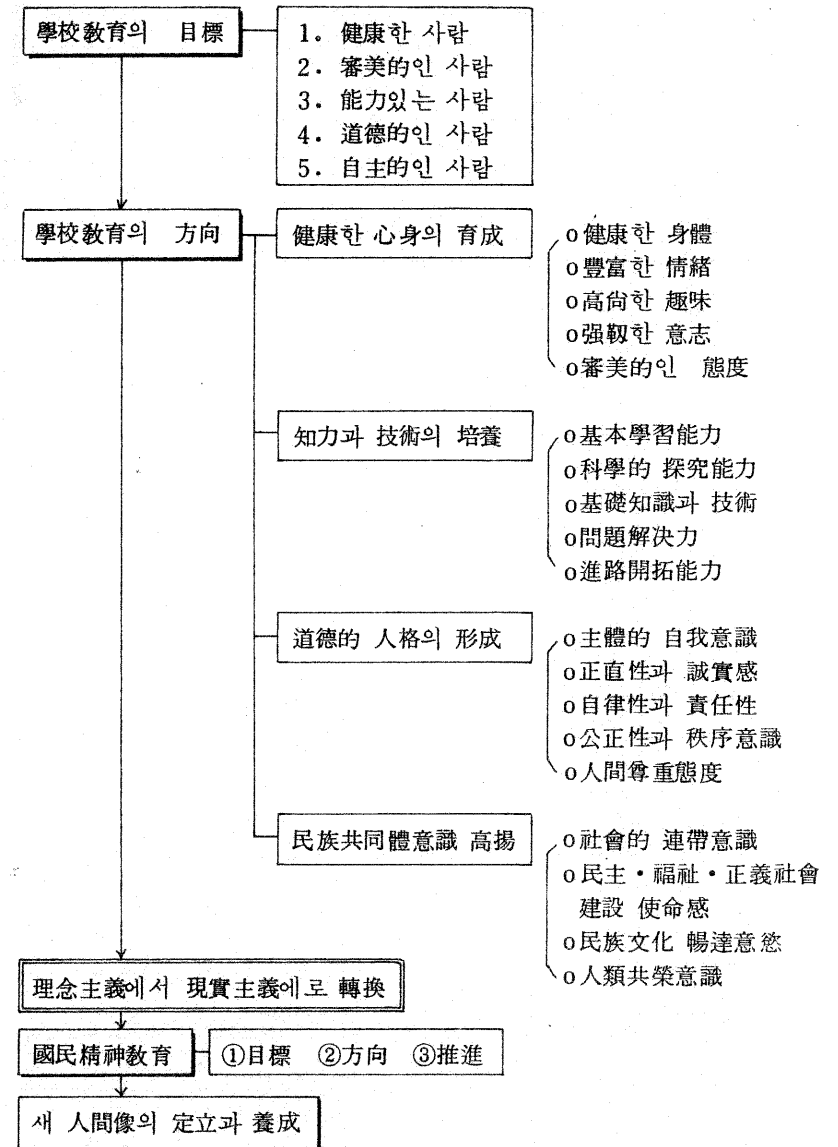 學校敎育의 目標
1. 健康한 사람
2. 審美的인 사람
3. 能力있는 사람
4. 道德的인 사람
5. 自主的인 사람
學校敎育의 方向
健康한 心身의 育成
o健康한 身體
o豐富한 情緖
o高尙한 趣味
o强靱한 意志
o審美的인 態度
知力과 技術의 培養
o基本學習能力
o科學的 探究能力
o基礎知識과 技術
o問題解決力
o進路開拓能力
道德的 人格의 形成
o主體的 自我意識
o正直性과 誠實感
o自律性과 責任性
o公正性과 秩序意識
o人間尊重態度
民族共同體意識 高揚
o社會的 連帶意識
o民主・福祉・正義社會
建設 使命感
o民族文化 暢達意慾
o人類共榮意識
理念主義에서 現實主義에로 轉換
國民精神敎育
①目標 ②方向 ③推進
새 人間像의 定立과 養成